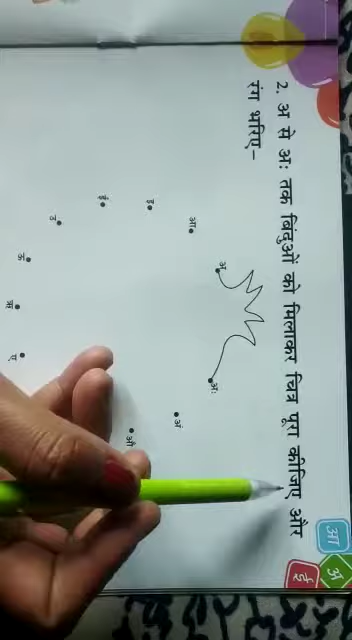 2. अ से अः तक बिंदुओं को मिलाकर चित्र पूरा कीजिए और
रंग भरिए–
अ
अः
आ
अं
इ
औ
ई
उ
ऊ
ऋ
ए
आ
अ
ई